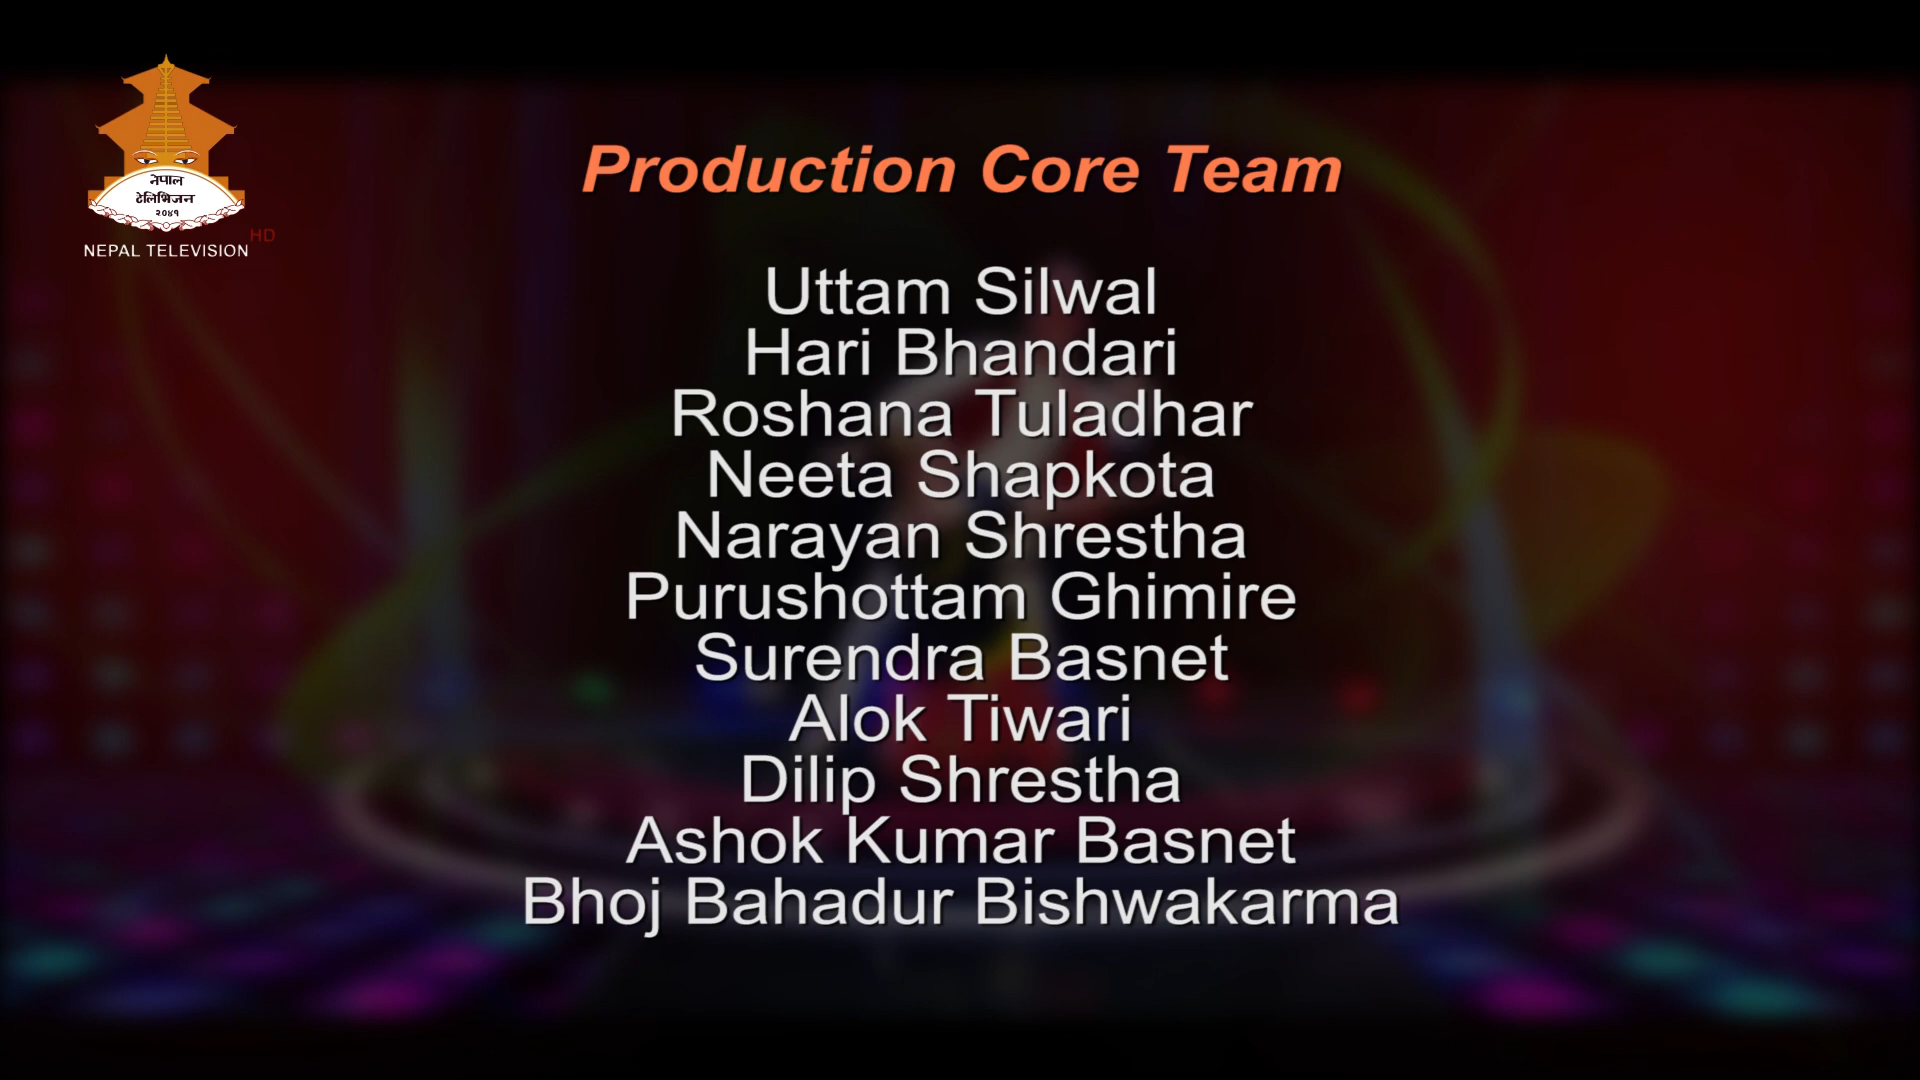 नेपाल
टेलिभिजन
२०४१
HD
NEPAL TELEVISION
Production Core Team
Uttam Silwal
Hari Bhandari
Roshana Tuladhar
Neeta Shapkota
Narayan Shrestha
Purushottam Ghimire
Surendra Basnet
Alok Tiwari
Dilip Shrestha
Ashok Kumar Basnet
Bhoj Bahadur Bishwakarma